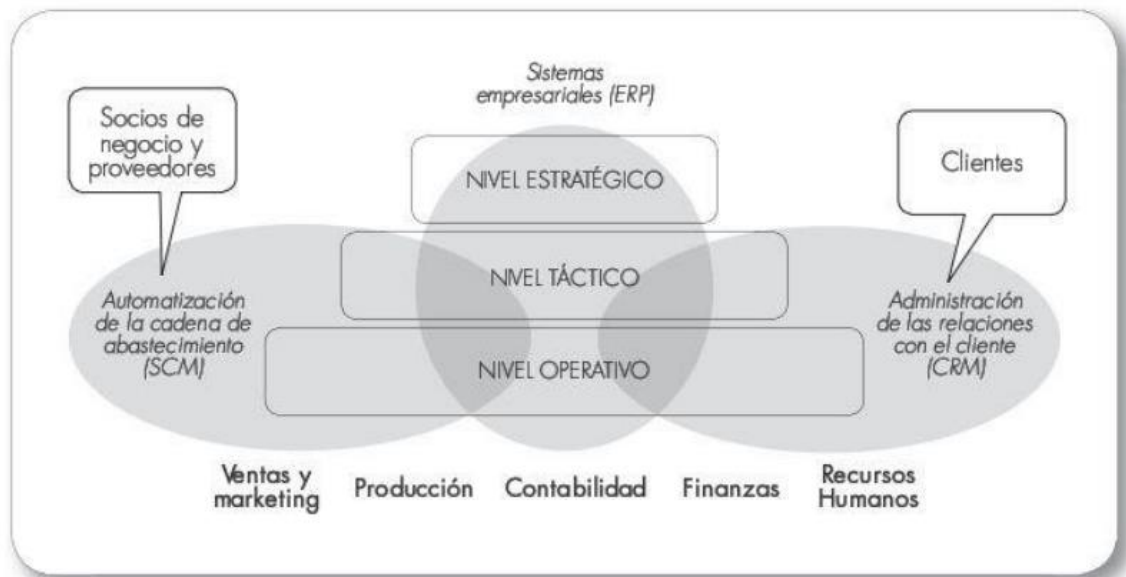 Sistemas
empresariales (ERP)
Socios de
negocio y
proveedores
Clientes
NIVEL ESTRATÉGICO
NIVEL TÁCTICO
NIVEL OPERATIVO
Automatización
de la cadena de
abastecimiento
(SCM)
Administración
de las relaciones
con el cliente
(CRM)
Ventas y
marketing
Producción
Contabilidad
Finanzas
Recursos
Humanos